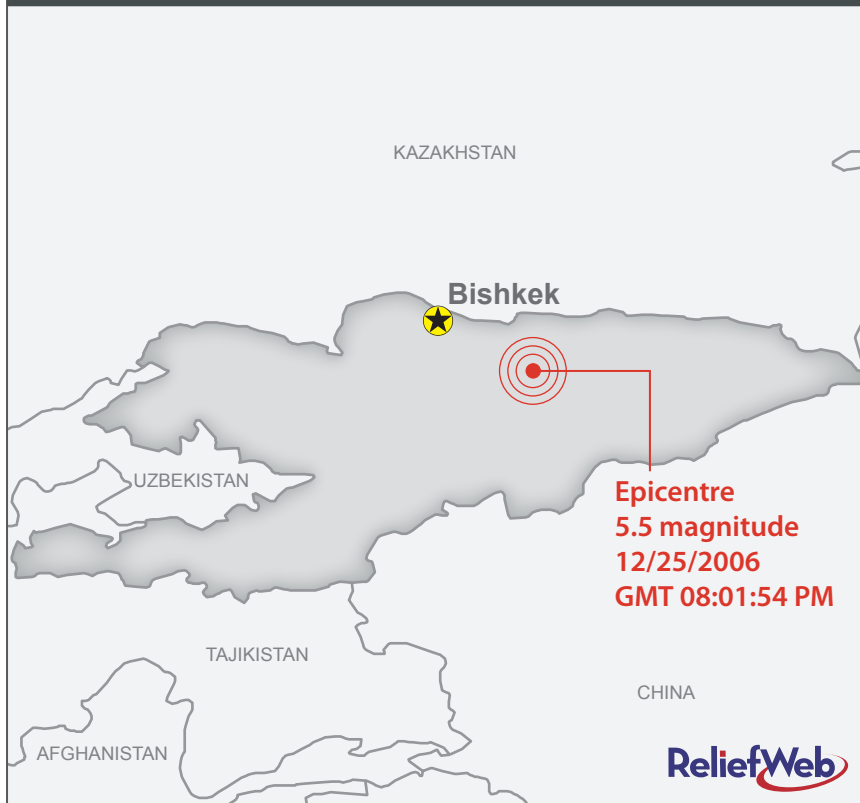 KAZAKHSTAN
Bishkek
UZBEKISTAN
Epicentre
5.5 magnitude
12/25/2006
GMT 08:01:54 PM
TAJIKISTAN
CHINA
AFGHANISTAN
ReliefWeb